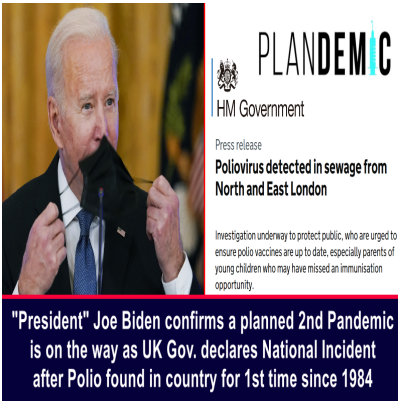 PLANDEMIC
HM Government
Press release
Poliovirus detected in sewage from
North and East London
Investigation underway to protect public, who are urged to
ensure polio vaccines are up to date, especially parents of
young children who may have missed an immunisation
opportunity.
"President" Joe Biden confirms a planned 2nd Pandemic
is on the way as UK Gov. declares National Incident
after Polio found in country for 1st time since 1984